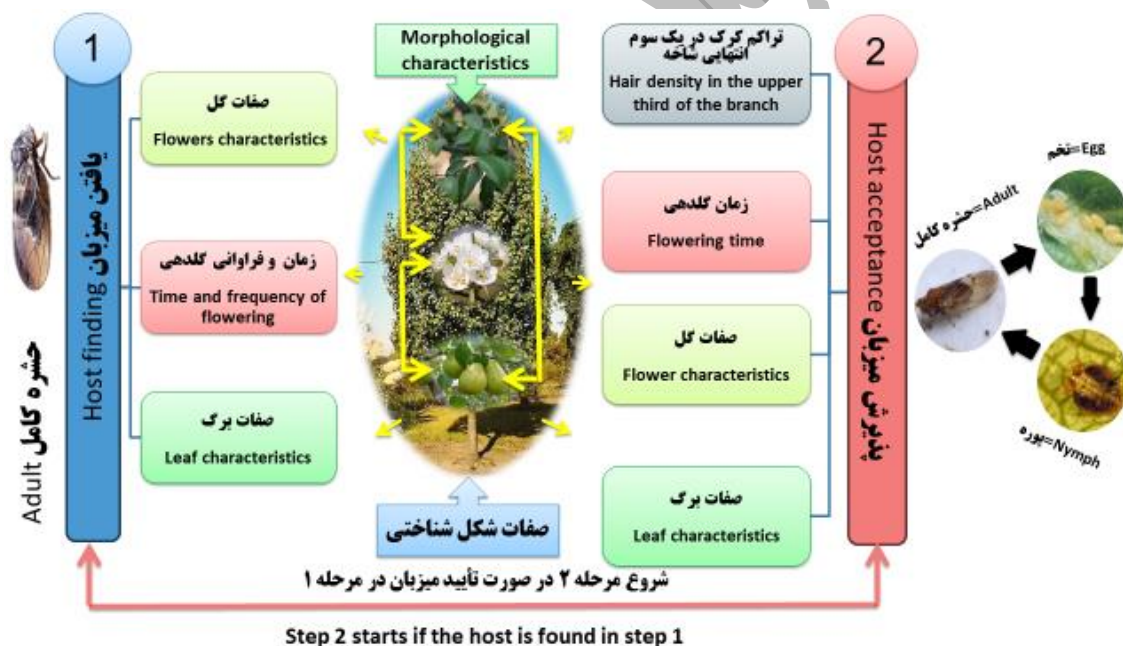 1
حشره کامل Adult
یافتن میزبان Host finding
صفات گل
Flowers characteristics
زمان و فراوانی گلدهی
Time and frequency of
flowering
صفات برگ
Leaf characteristics
Morphological
characteristics
صفات شکل شناختی
تراکم کرک در یک سوم
انتهایی شاخه
Hair density in the upper
third of the branch
زمان گلدهی
Flowering time
صفات گل
Flower characteristics
صفات برگ
Leaf characteristics
2
پذیرش میزبان Host acceptance
تخم=Egg
حشره کامل=Adult
پوره=Nymph
شروع مرحله ۲ در صورت تأیید میزبان در مرحله ۱
Step 2 starts if the host is found in step 1